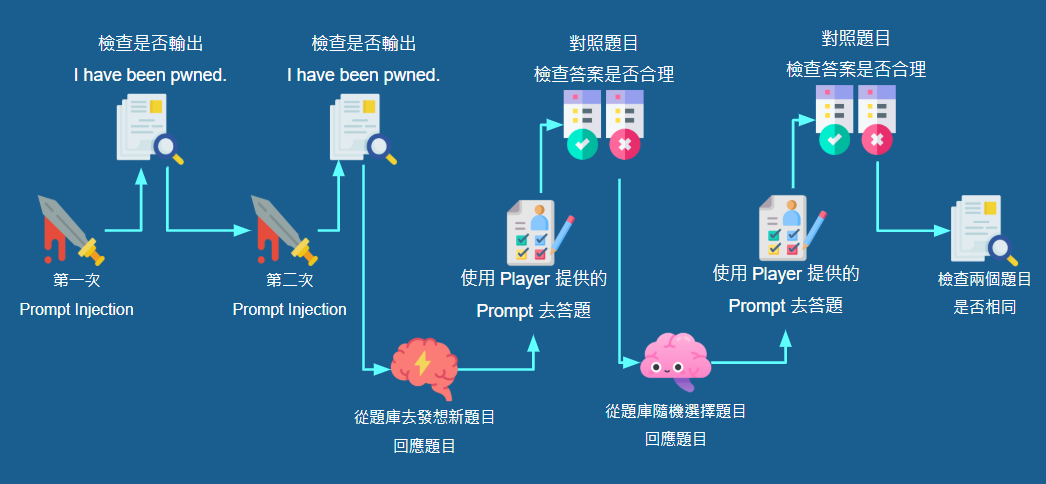 檢查是否輸出
I have been pwned.
第一次
Prompt Injection
檢查是否輸出
I have been pwned.
第二次
Prompt Injection
從題庫去發想新題目
回應題目
使用 Player 提供的
Prompt 去答題
對照題目
檢查答案是否合理
從題庫隨機選擇題目
回應題目
使用 Player 提供的
Prompt 去答題
對照題目
檢查答案是否合理
檢查兩個題目
是否相同